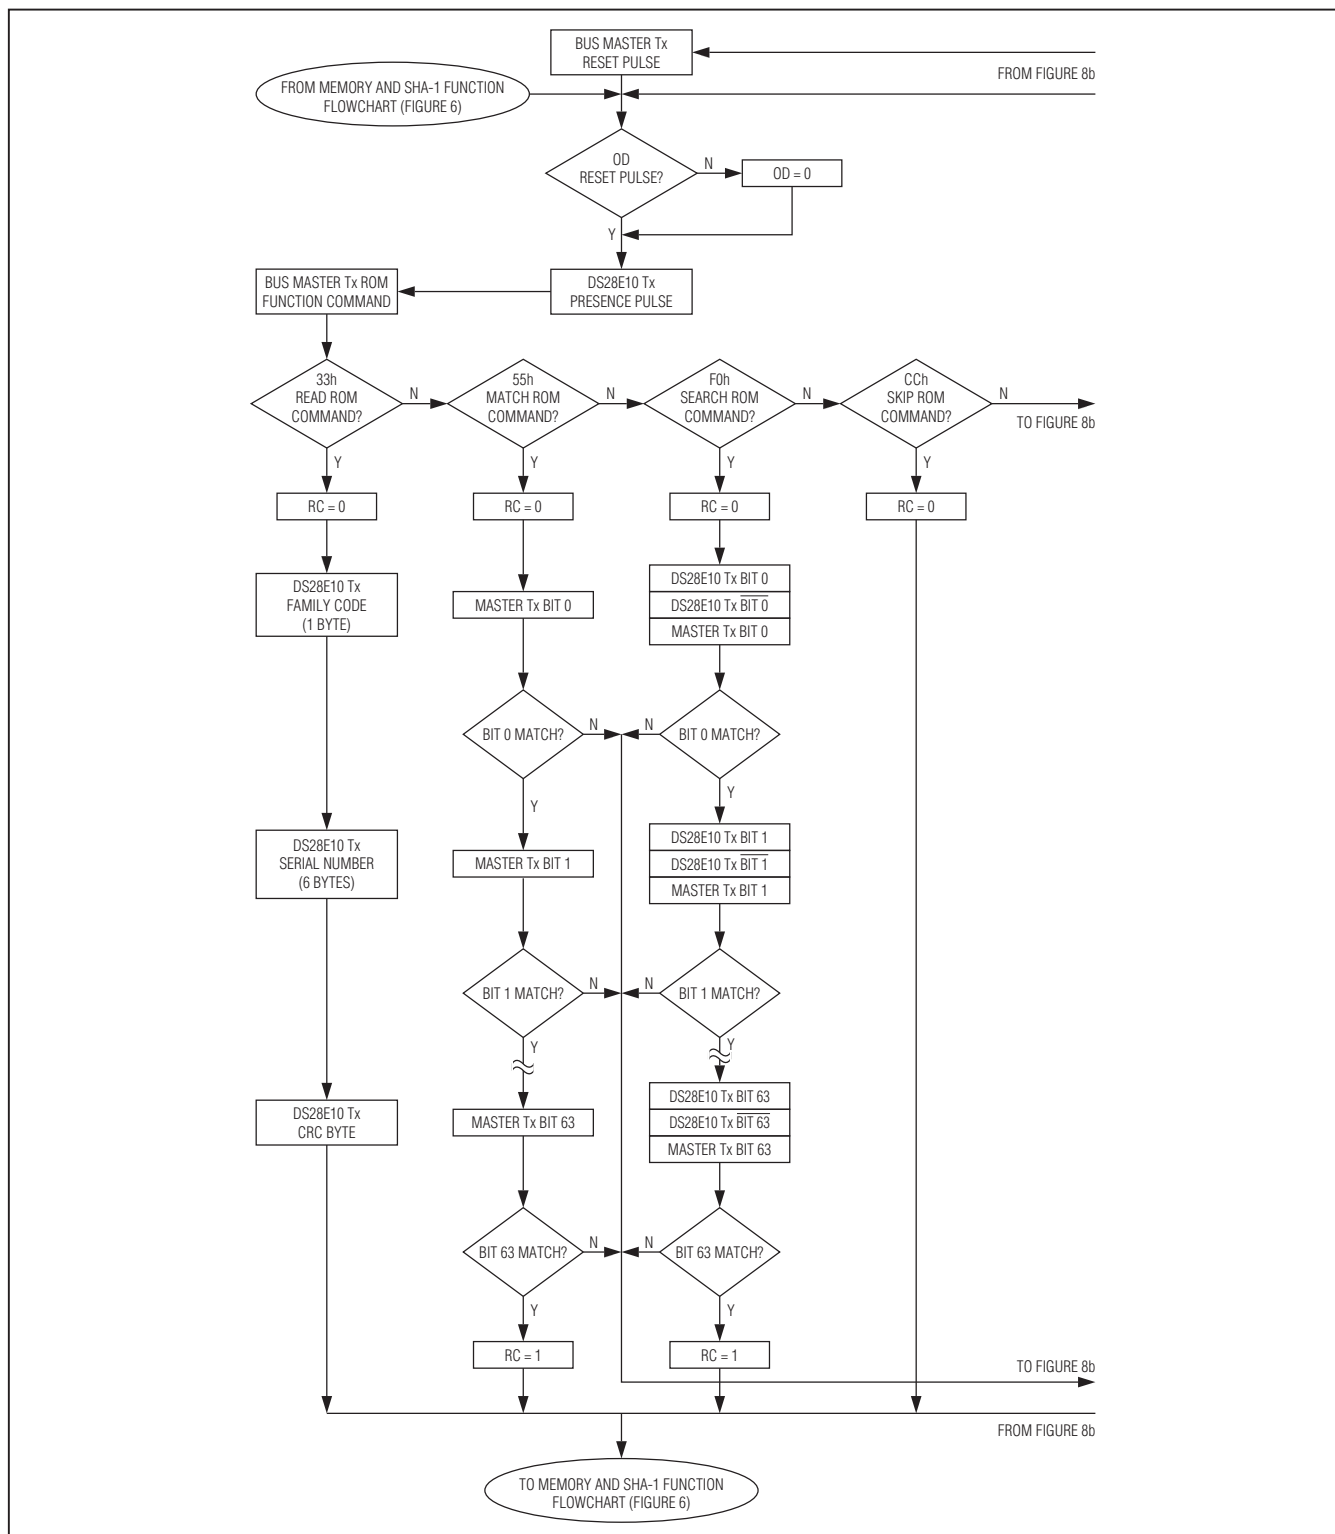 BUS MASTER Tx
RESET PULSE
FROM FIGURE 8b
FROM MEMORY AND SHA-1 FUNCTION
FLOWCHART (FIGURE 6)
OD
RESET PULSE?
N
OD = 0
Y
BUS MASTER Tx ROM
FUNCTION COMMAND
DS28E10 Tx
PRESENCE PULSE
33h
READ ROM
COMMAND?
N
55h
MATCH ROM
COMMAND?
N
F0h
SEARCH ROM
COMMAND?
N
CCh
SKIP ROM
COMMAND?
N
TO FIGURE 8b
Y
Y
Y
Y
RC = 0
RC = 0
RC = 0
RC = 0
DS28E10 Tx
FAMILY CODE
(1 BYTE)
MASTER Tx BIT 0
DS28E10 Tx BIT 0
DS28E10 Tx B̅I̅T̅ ̅0̅
MASTER Tx BIT 0
BIT 0 MATCH?
N
N
BIT 0 MATCH?
Y
Y
DS28E10 Tx
SERIAL NUMBER
(6 BYTES)
MASTER Tx BIT 1
DS28E10 Tx BIT 1
DS28E10 Tx B̅I̅T̅ ̅1̅
MASTER Tx BIT 1
BIT 1 MATCH?
N
N
BIT 1 MATCH?
Y
Y
DS28E10 Tx
CRC BYTE
MASTER Tx BIT 63
DS28E10 Tx BIT 63
DS28E10 Tx B̅I̅T̅ ̅6̅3̅
MASTER Tx BIT 63
BIT 63 MATCH?
N
N
BIT 63 MATCH?
Y
Y
RC = 1
RC = 1
TO FIGURE 8b
FROM FIGURE 8b
TO MEMORY AND SHA-1 FUNCTION
FLOWCHART (FIGURE 6)